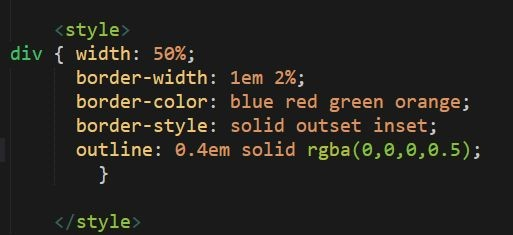 <style>
div { width: 50%;
border-width: 1em 2%;
border-color: blue red green orange;
border-style: solid outset inset;
outline: 0.4em solid rgba(0,0,0,0.5);
}
</style>